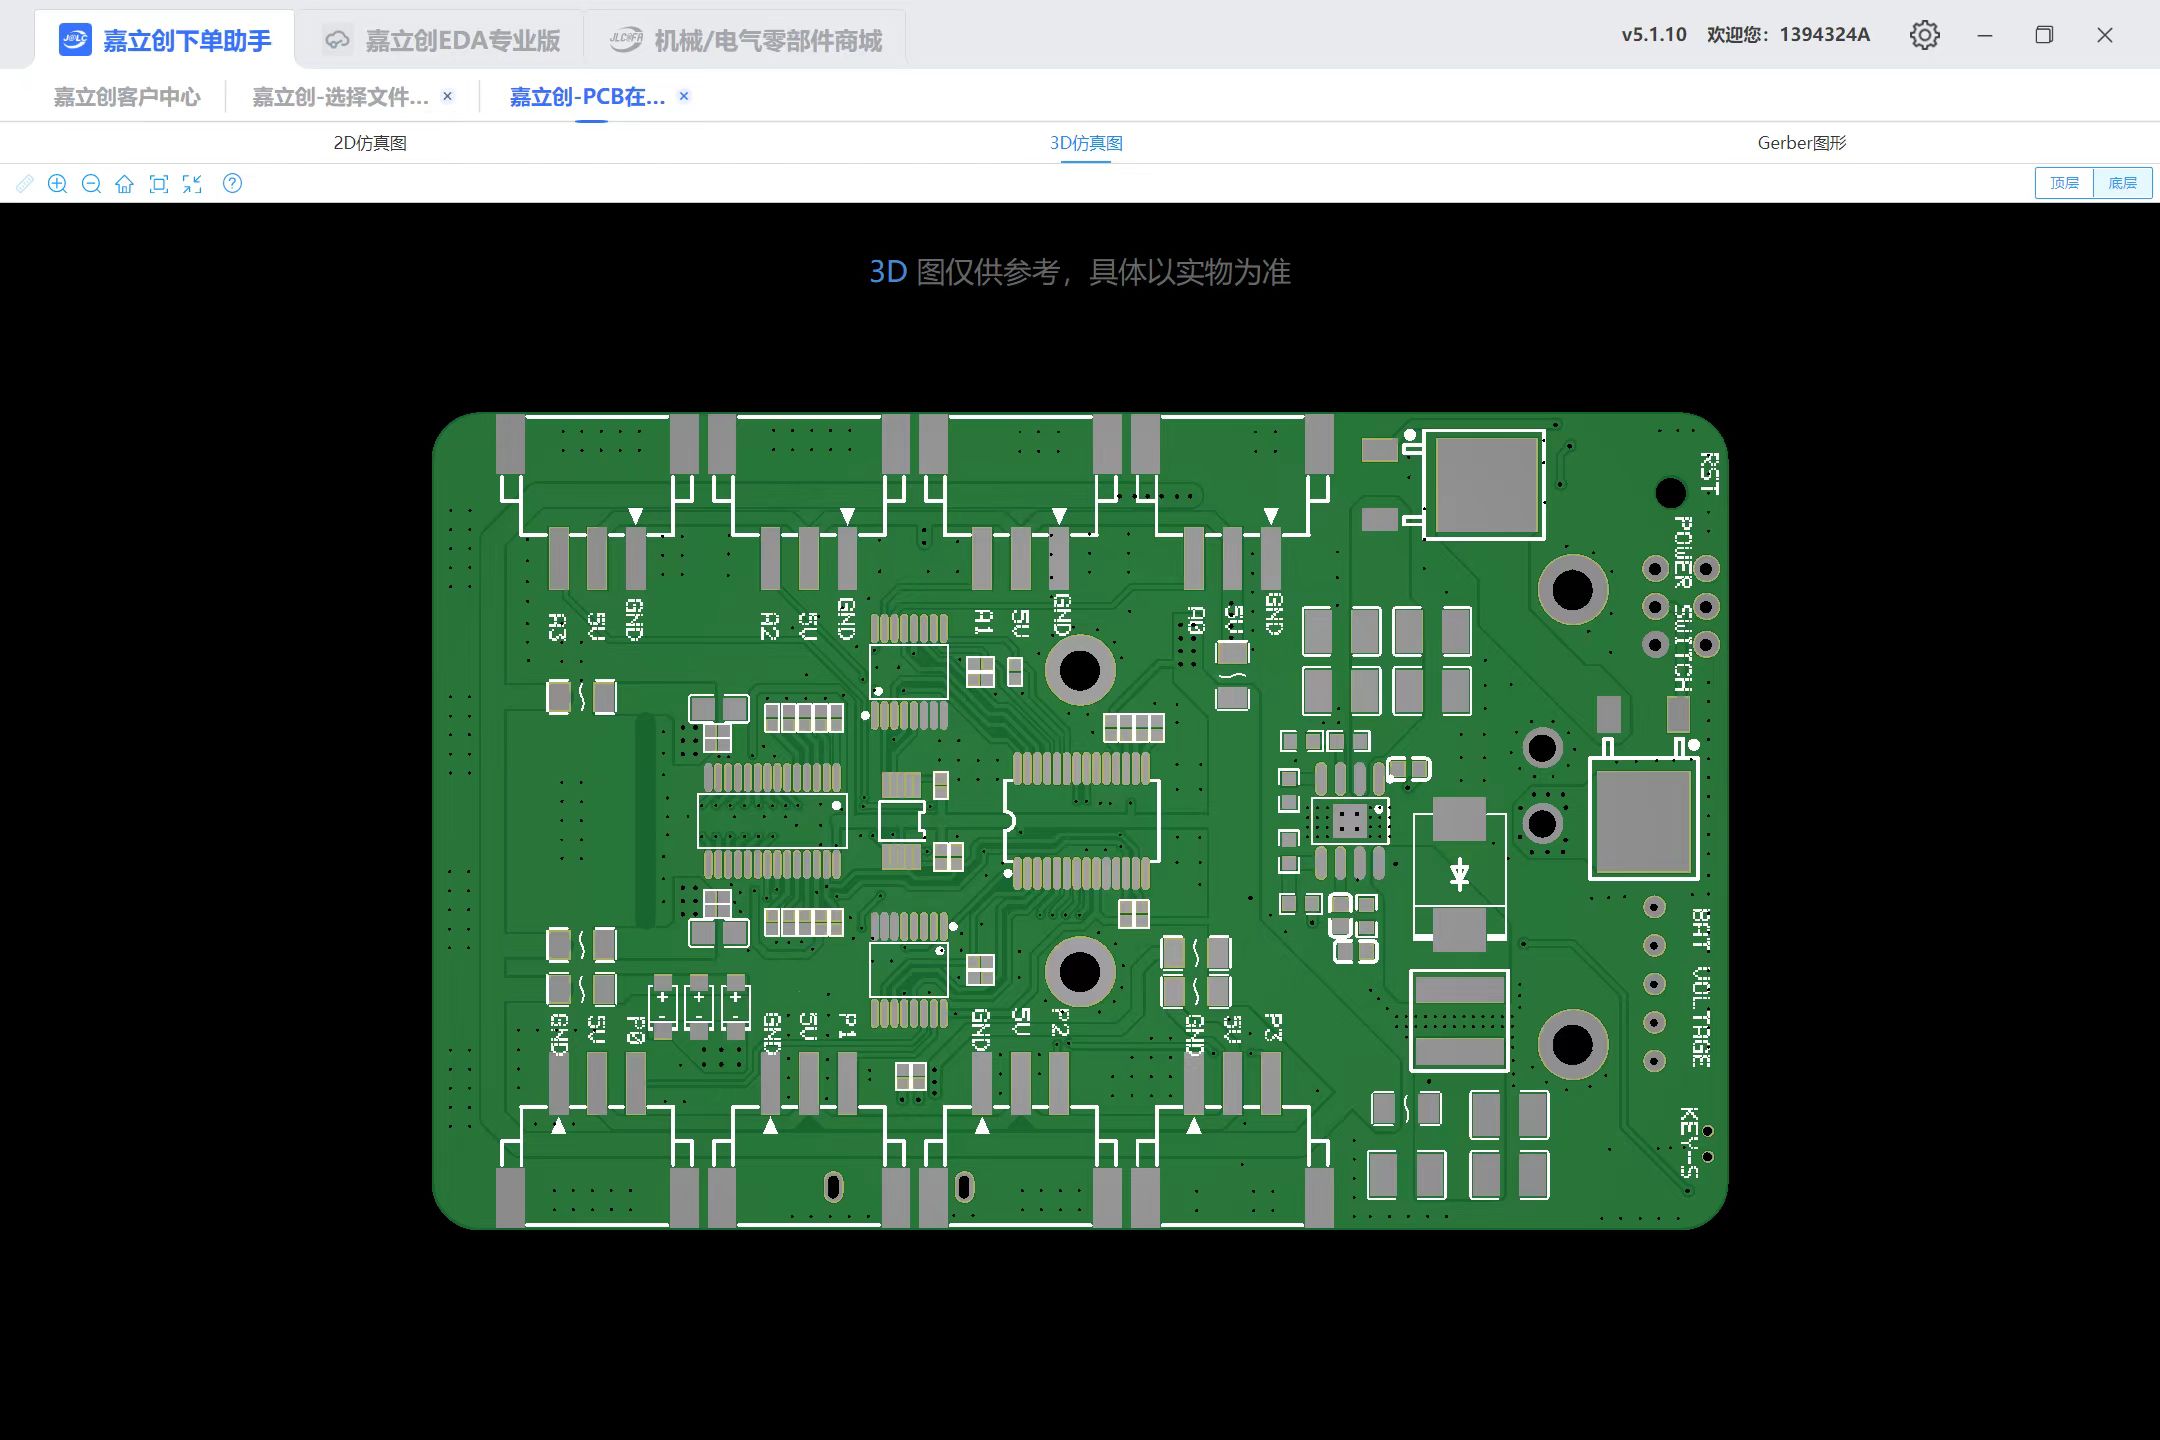 嘉立创下单助手 嘉立创EDA专业版 JLC@FA 机械/电气零部件商城 v5.1.10 欢迎您：1394324A
嘉立创客户中心 嘉立创-选择文件... × 嘉立创-PCB在... ×
2D仿真图 3D仿真图 Gerber图形
顶层 底层
3D 图仅供参考，具体以实物为准
RST
POWER SWITCH
A3 5V GND A2 5V GND A1 5V GND A0 5V GND
BAT VOLTAGE
GND 5V P0 GND 5V P1 GND 5V P2 GND 5V P3
KEY-S